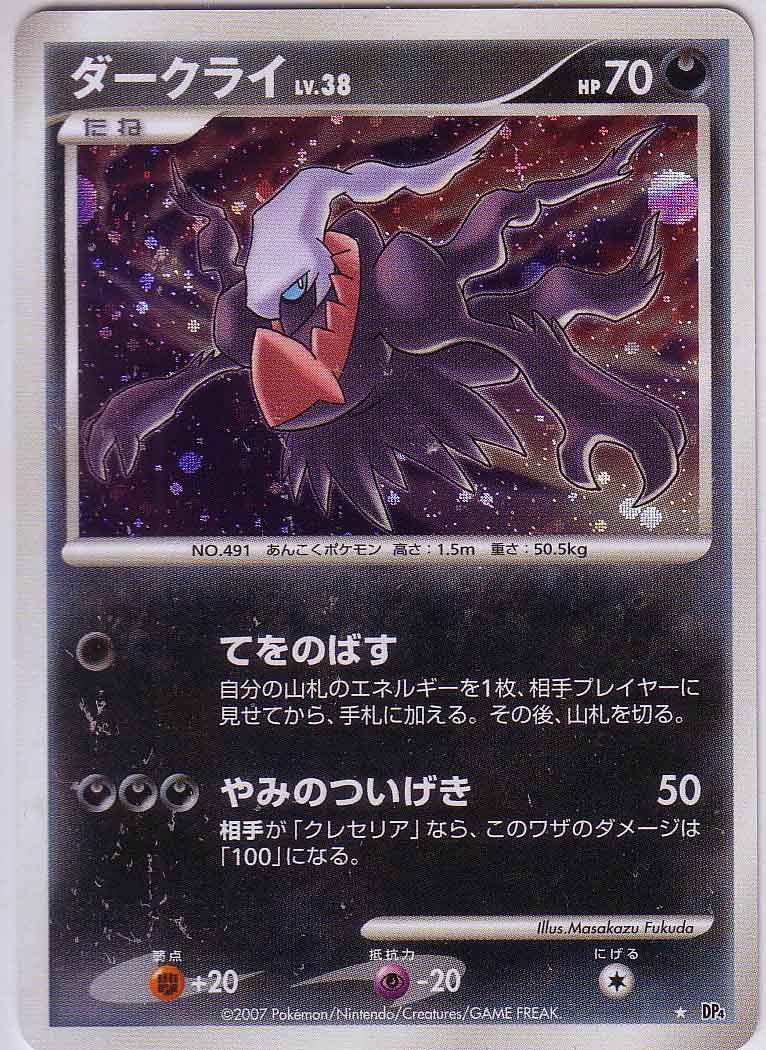 ダークライ LV.38 HP70
たね
NO.491 あんこくポケモン 高さ：1.5m 重さ：50.5kg
てをのばす
自分の山札のエネルギーを1枚、相手プレイヤーに
見せてから、手札に加える。その後、山札を切る。
やみのついげき 50
相手が「クレセリア」なら、このワザのダメージは
「100」になる。
Illus.Masakazu Fukuda
弱点 抵抗力 にげる
+20 -20
©2007 Pokémon/Nintendo/Creatures/GAME FREAK.
★ DP4